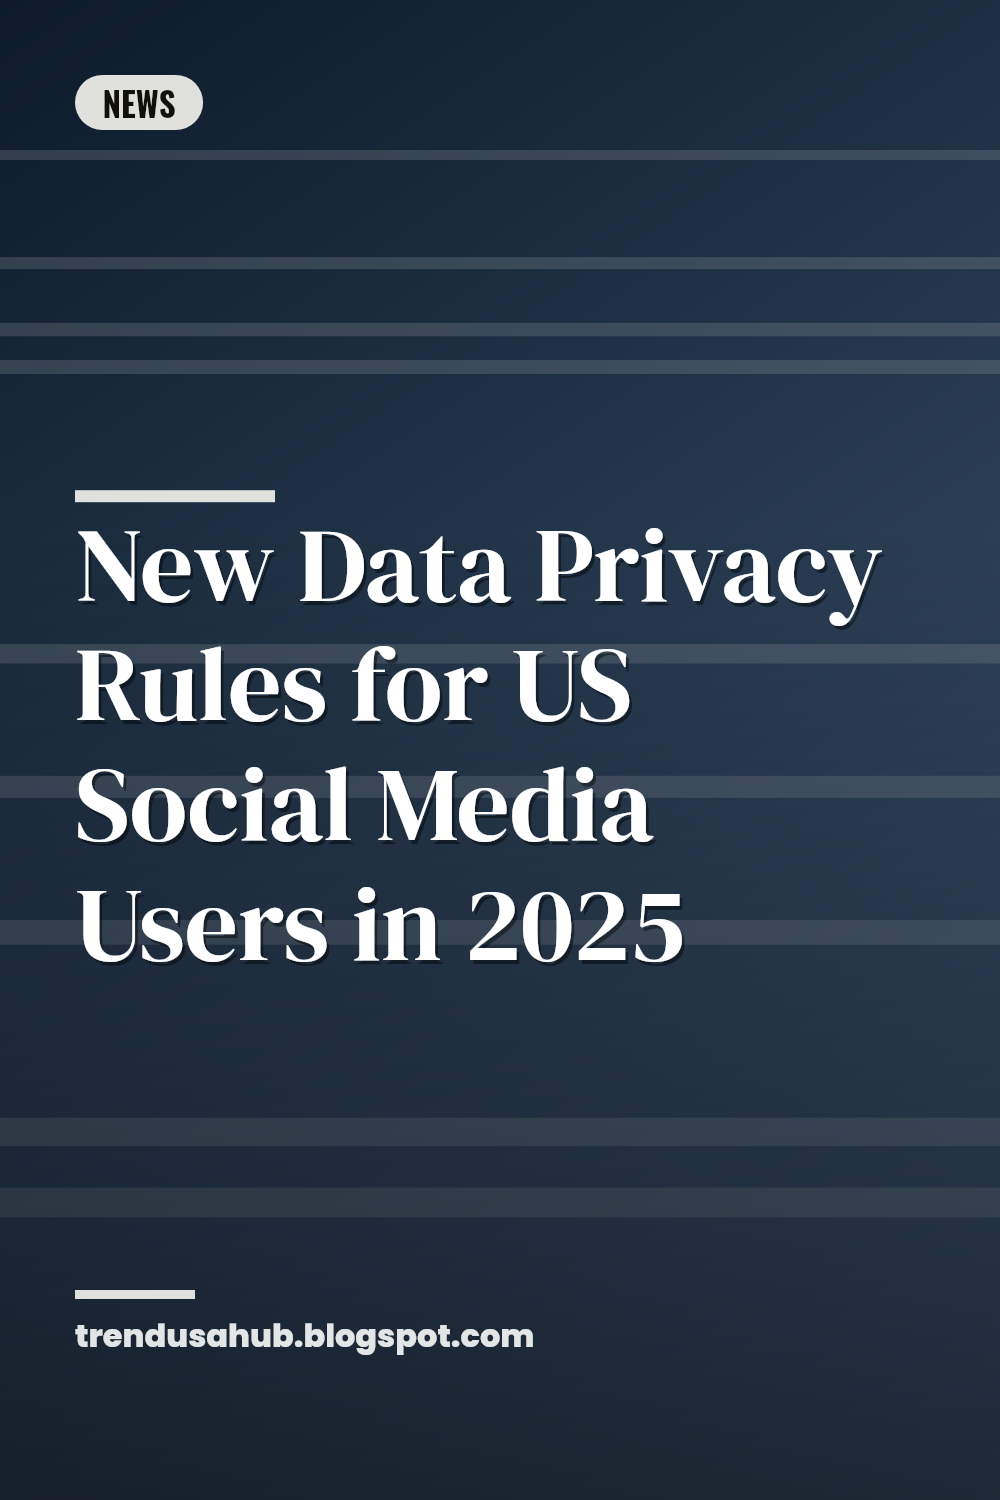 NEWS
New Data Privacy
Rules for US
Social Media
Users in 2025
trendusahub.blogspot.com